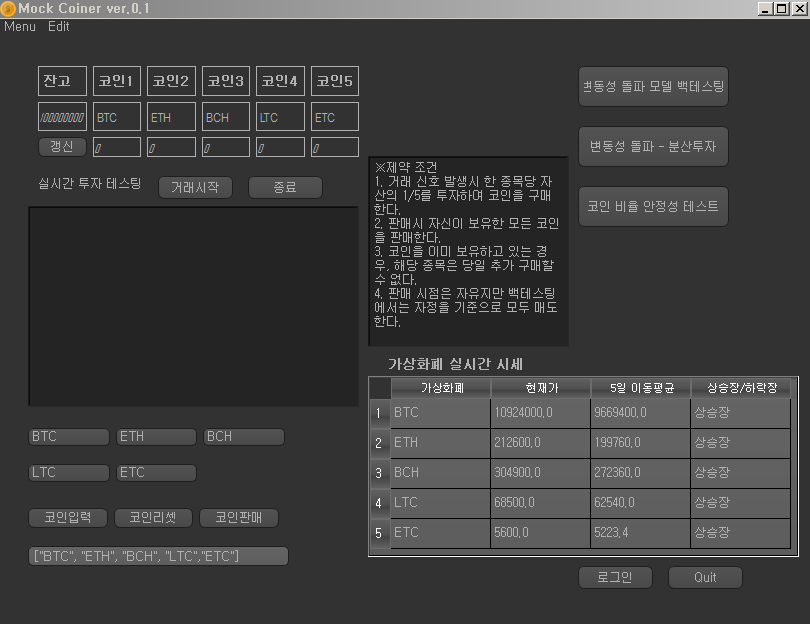 Mock Coiner ver.0.1
Menu Edit
잔고 코인1 코인2 코인3 코인4 코인5
10000000 BTC ETH BCH LTC ETC
갱신 0 0 0 0 0
실시간 투자 테스팅 거래시작 종료
변동성 돌파 모델 백테스팅
변동성 돌파 - 분산투자
코인 비율 안정성 테스트
※제약 조건
1. 거래 신호 발생시 한 종목당 자
산의 1/5를 투자하여 코인을 구매
한다.
2. 판매시 자신이 보유한 모든 코인
을 판매한다.
3. 코인을 이미 보유하고 있는 경
우, 해당 종목은 당일 추가 구매할
수 없다.
4. 판매 시점은 자유지만 백테스팅
에서는 자정을 기준으로 모두 매도
한다.
가상화폐 실시간 시세
가상화폐 현재가 5일 이동평균 상승장/하락장
1 BTC 10924000.0 9669400.0 상승장
2 ETH 212600.0 199760.0 상승장
3 BCH 304900.0 272360.0 상승장
4 LTC 68500.0 62540.0 상승장
5 ETC 5600.0 5223.4 상승장
BTC ETH BCH
LTC ETC
코인입력 코인리셋 코인판매
["BTC", "ETH", "BCH", "LTC","ETC"]
로그인 Quit